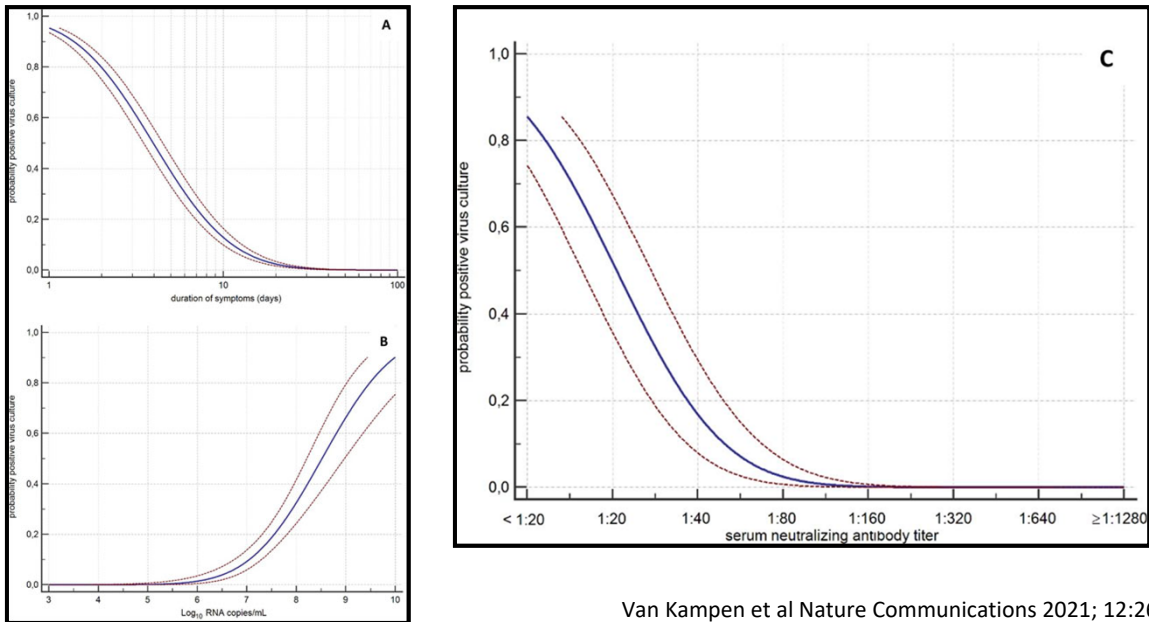 A
1,0
0,8
0,6
0,4
0,2
0,0
probability positive virus culture
1 10 100
duration of symptoms (days)
B
1,0
0,8
0,6
0,4
0,2
0,0
probability positive virus culture
3 4 5 6 7 8 9 10
Log10 RNA copies/mL
C
1,0
0,8
0,6
0,4
0,2
0,0
probability positive virus culture
< 1:20 1:20 1:40 1:80 1:160 1:320 1:640 ≥1:1280
serum neutralizing antibody titer
Van Kampen et al Nature Communications 2021; 12:26